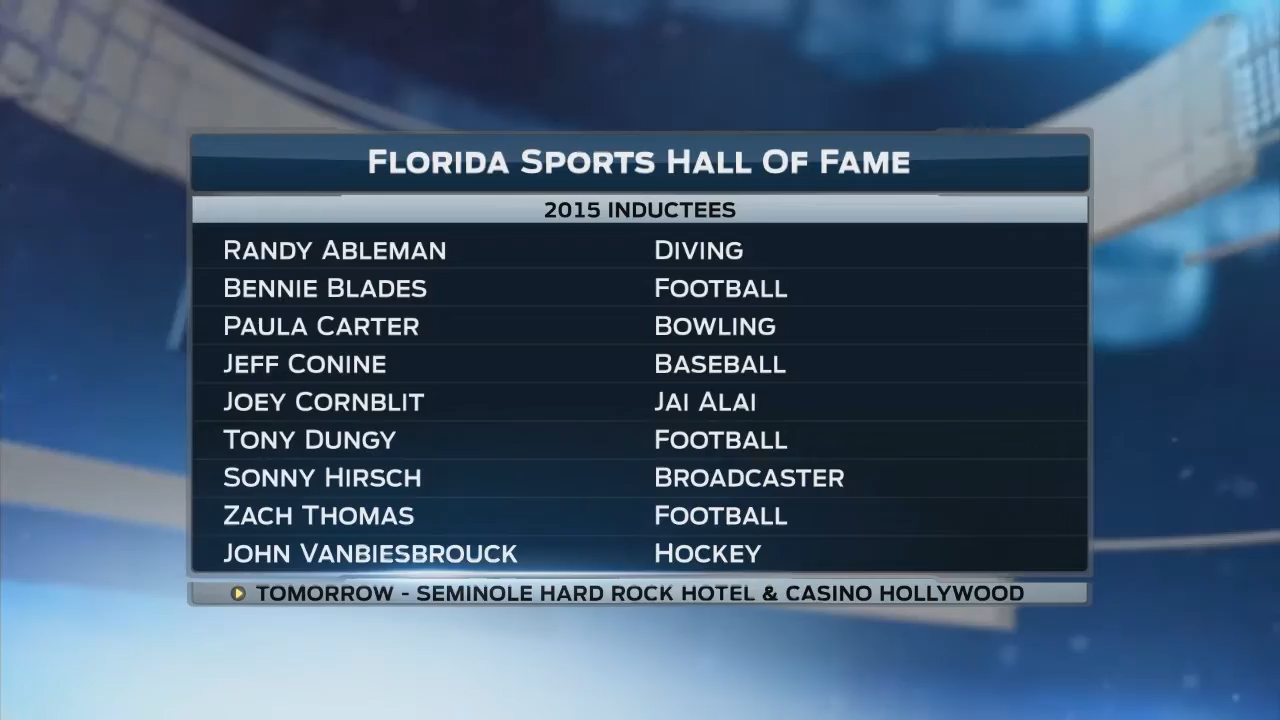 FLORIDA SPORTS HALL OF FAME
2015 INDUCTEES
RANDY ABLEMAN DIVING
BENNIE BLADES FOOTBALL
PAULA CARTER BOWLING
JEFF CONINE BASEBALL
JOEY CORNBLIT JAI ALAI
TONY DUNGY FOOTBALL
SONNY HIRSCH BROADCASTER
ZACH THOMAS FOOTBALL
JOHN VANBIESBROUCK HOCKEY
TOMORROW - SEMINOLE HARD ROCK HOTEL & CASINO HOLLYWOOD